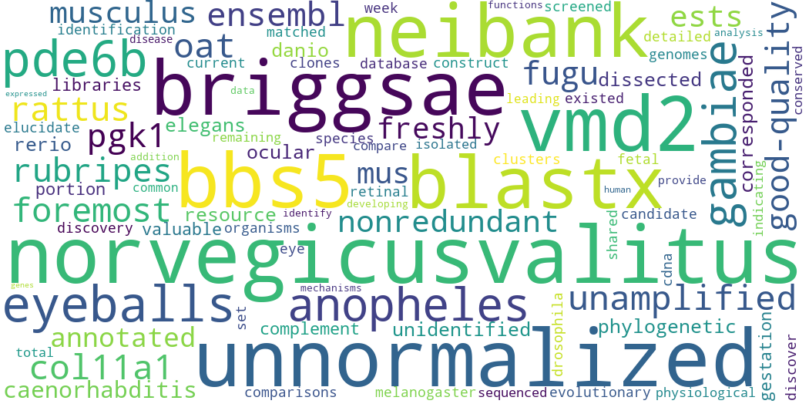 musculus ensembl week functions screened
identification matched neibank ests
disease oat danio detailed analysis
pde6b current clones database construct genomes
libraries briggsae fugu dissected
expressed rattus data leading existed
elucidate pgk1 elegans freshly vmd2 gambiae good-quality conserved
rerio remaining species compare isolated corresponded
addition ocular clusters fetal
rubripes bbs5 mus blastx human provide
portion common retinal developing indicating
foremost resource identify nonredundant shared candidate
discovery valuable organisms
norvegicusvalitus
eye cdna
genes mechanisms
eyeballs set anopheles drosophila unamplified
annotated complement unidentified phylogenetic gestation
total col11a1 unnormalized discover
caenorhabditis comparisons melanogaster sequenced evolutionary physiological